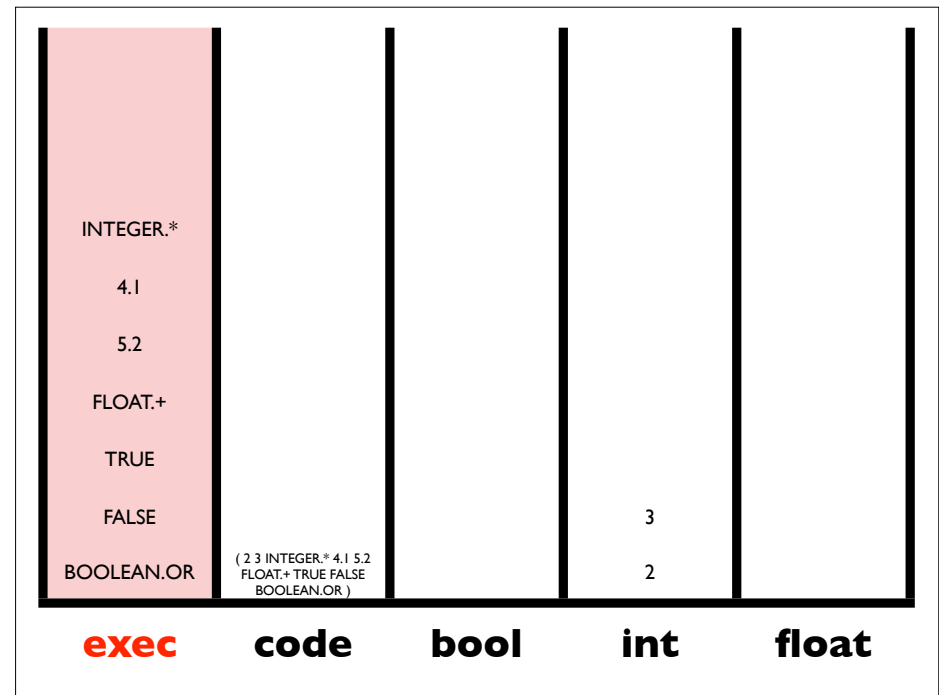 INTEGER.*
4.1
5.2
FLOAT.+
TRUE
FALSE
3
BOOLEAN.OR
( 2 3 INTEGER.* 4.1 5.2
FLOAT.+ TRUE FALSE
BOOLEAN.OR )
2
exec code bool int float